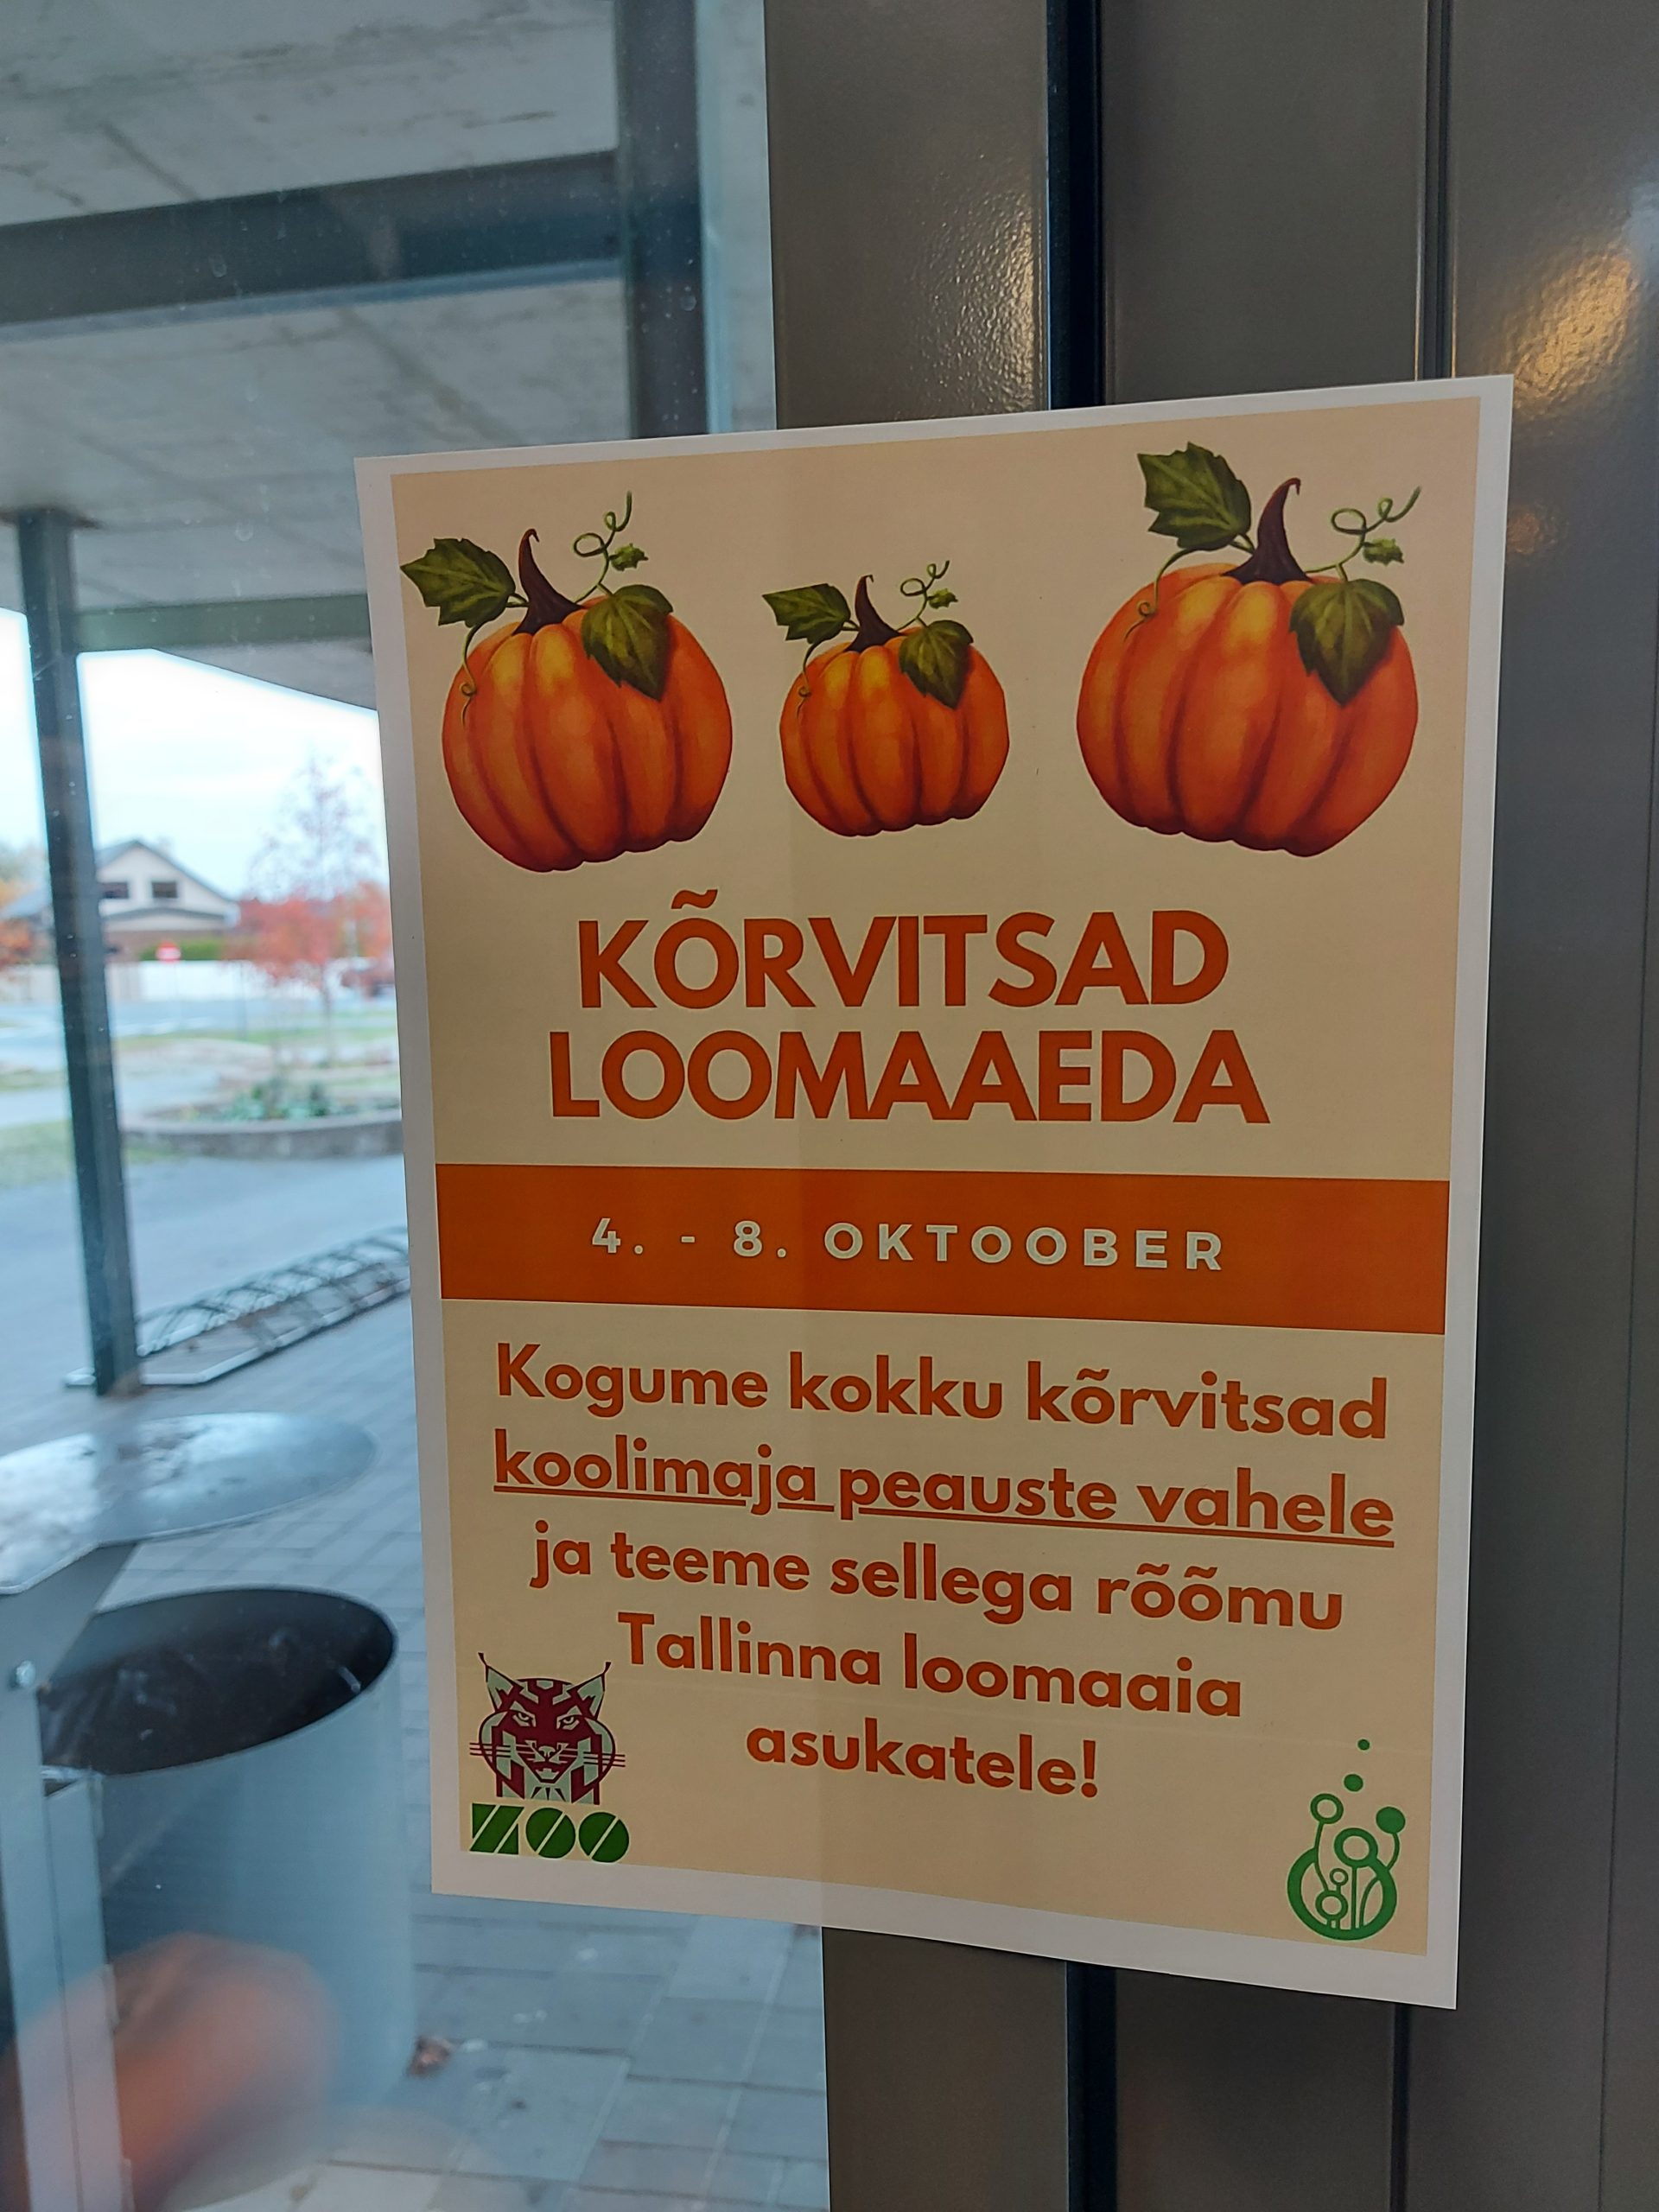 KÕRVITSAD
LOOMAAEDA
4. - 8. OKTOOBER
Kogume kokku kõrvitsad
koolimaja peauste vahele
ja teeme sellega rõõmu
Tallinna loomaaia
asukatele!
ZOO